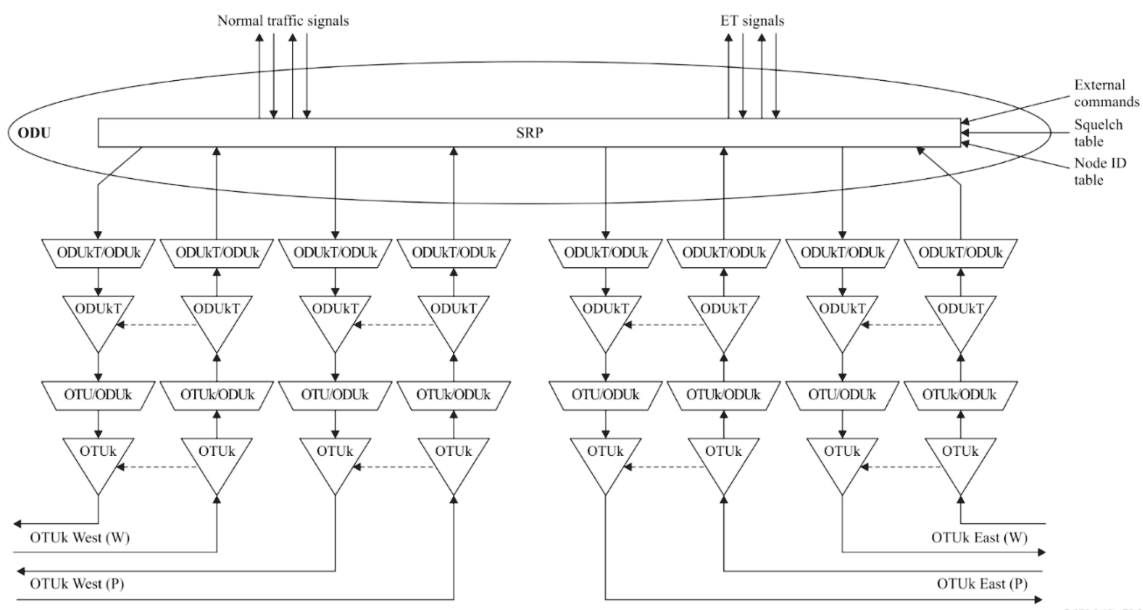 Normal traffic signals
ET signals
External
commands
ODU
SRP
Squelch
table
Node ID
table
ODUkT/ODUk
ODUkT/ODUk
ODUkT/ODUk
ODUkT/ODUk
ODUkT/ODUk
ODUkT/ODUk
ODUkT/ODUk
ODUkT/ODUk
ODUkT
ODUkT
ODUkT
ODUkT
ODUkT
ODUkT
ODUkT
ODUkT
OTU/ODUk
OTUk/ODUk
OTU/ODUk
OTUk/ODUk
OTU/ODUk
OTUk/ODUk
OTU/ODUk
OTUk/ODUk
OTUk
OTUk
OTUk
OTUk
OTUk
OTUk
OTUk
OTUk
OTUk West (W)
OTUk East (W)
OTUk West (P)
OTUk East (P)